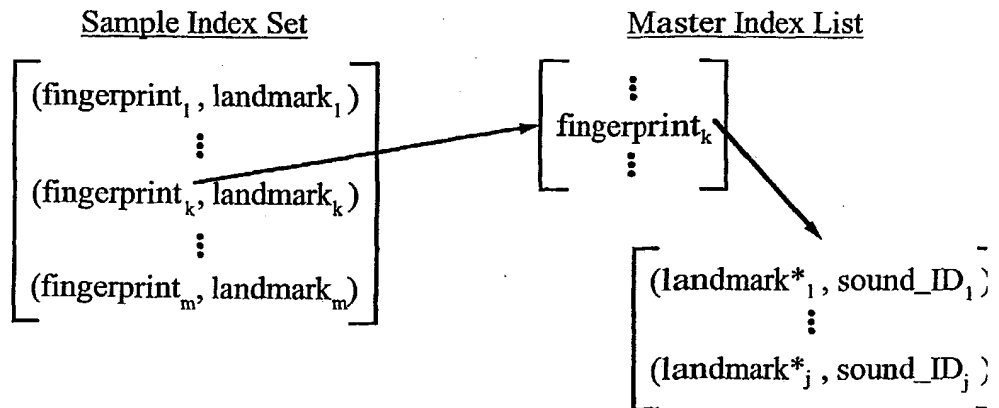 Sample Index Set
(fingerprint₁, landmark₁)
⋮
(fingerprintₖ, landmarkₖ)
⋮
(fingerprintₘ, landmarkₘ)
Master Index List
⋮
fingerprintₖ
⋮
(landmark*₁, sound_ID₁)
⋮
(landmark*ⱼ, sound_IDⱼ)